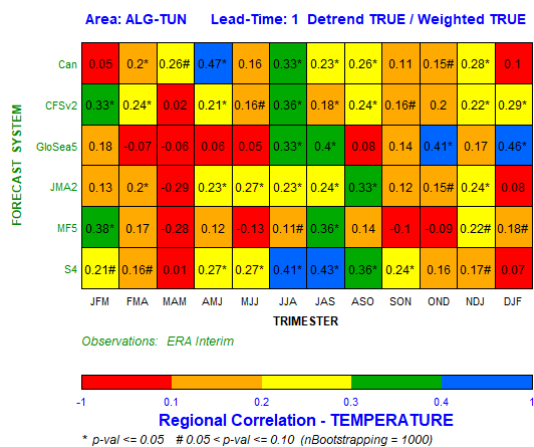 Area: ALG-TUN Lead-Time: 1 Detrend TRUE / Weighted TRUE
FORECAST SYSTEM
Can 0.05 0.2* 0.26# 0.47* 0.16 0.33* 0.23* 0.26* 0.11 0.15# 0.28* 0.1
CFSv2 0.33* 0.24* 0.02 0.21* 0.16# 0.36* 0.18* 0.24* 0.16# 0.2 0.22* 0.29*
GloSea5 0.18 -0.07 -0.06 0.06 0.05 0.33* 0.4* 0.08 0.14 0.41* 0.17 0.46*
JMA2 0.13 0.2* -0.29 0.23* 0.27* 0.23* 0.24* 0.33* 0.12 0.15# 0.24* 0.08
MF5 0.38* 0.17 -0.28 0.12 -0.13 0.11# 0.36* 0.14 -0.1 -0.09 0.22# 0.18#
S4 0.21# 0.16# 0.01 0.27* 0.27* 0.41* 0.43* 0.36* 0.24* 0.16 0.17# 0.07
JFM FMA MAM AMJ MJJ JJA JAS ASO SON OND NDJ DJF
TRIMESTER
Observations: ERA Interim
-1 0.1 0.2 0.3 0.4 1
Regional Correlation - TEMPERATURE
* p-val <= 0.05 # 0.05 < p-val <= 0.10 (nBootstrapping = 1000)